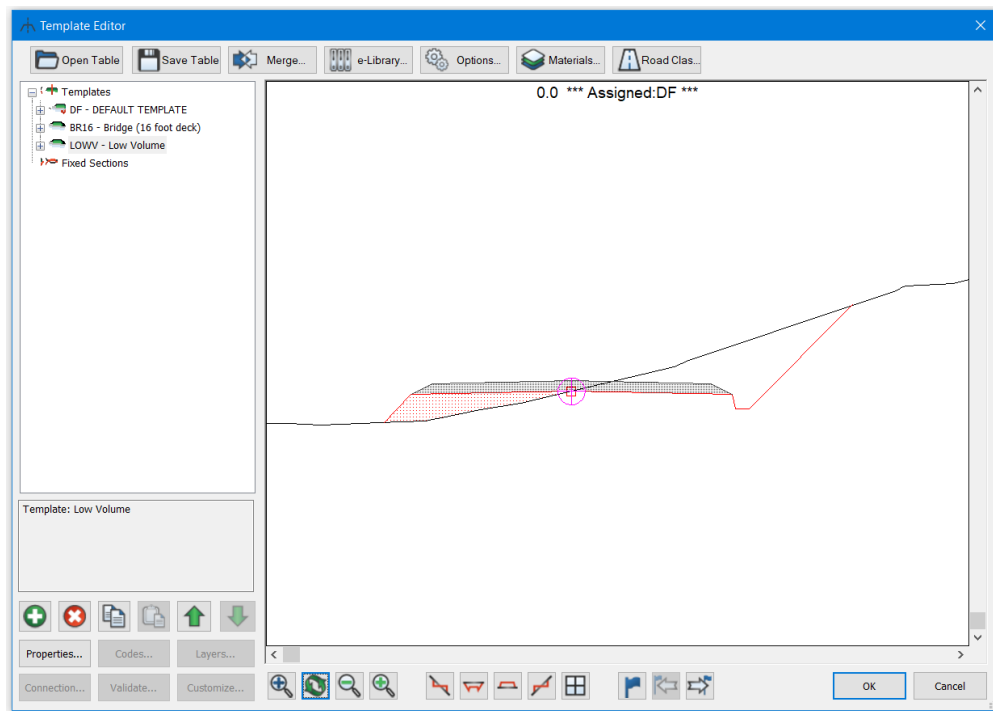 Template Editor
Open Table Save Table Merge... e-Library... Options... Materials... Road Clas...
Templates
DF - DEFAULT TEMPLATE
BR16 - Bridge (16 foot deck)
LOWV - Low Volume
Fixed Sections
0.0 *** Assigned:DF ***
Template: Low Volume
Properties... Codes... Layers...
Connection... Validate... Customize...
OK Cancel